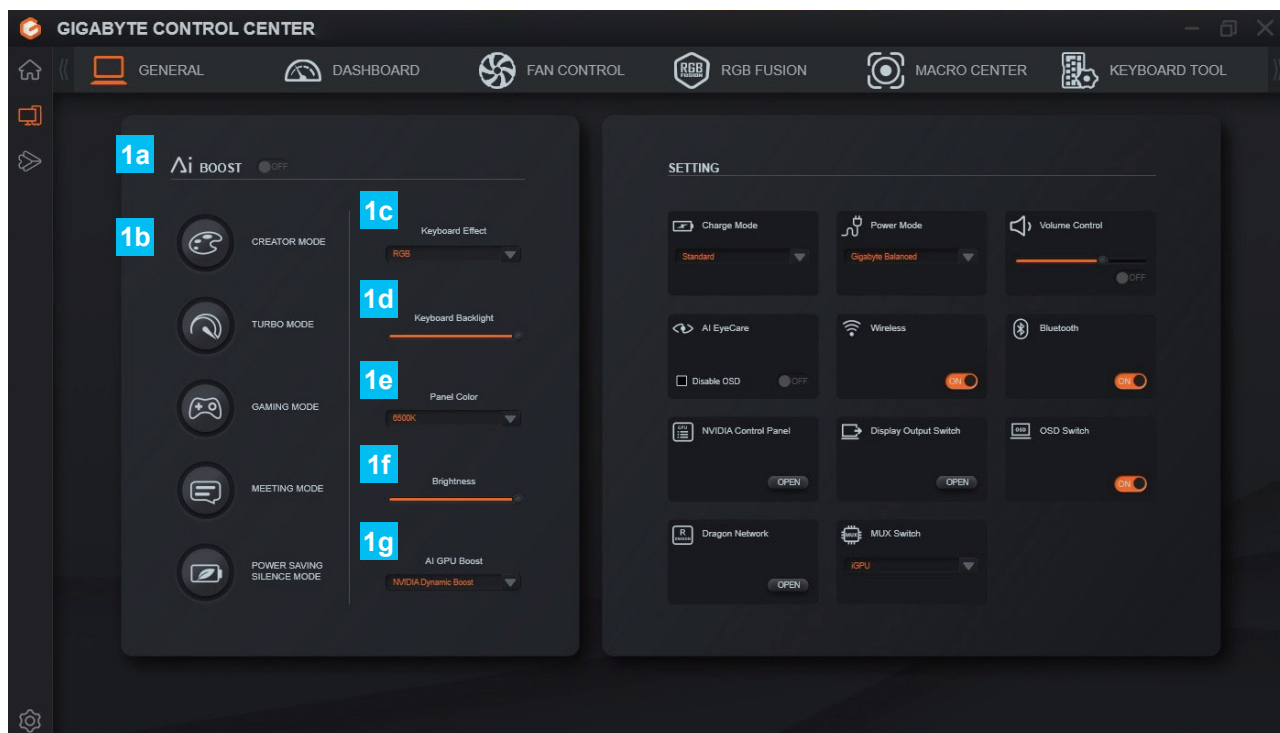 GIGABYTE CONTROL CENTER
GENERAL
DASHBOARD
FAN CONTROL
RGB FUSION
MACRO CENTER
KEYBOARD TOOL
1a
Ai BOOST
OFF
1b
CREATOR MODE
TURBO MODE
GAMING MODE
MEETING MODE
POWER SAVING
SILENCE MODE
1c
Keyboard Effect
RGB
1d
Keyboard Backlight
1e
Panel Color
6500K
1f
Brightness
1g
AI GPU Boost
NVIDIA Dynamic Boost
SETTING
Charge Mode
Standard
Power Mode
Gigabyte Balanced
Volume Control
OFF
AI EyeCare
Disable OSD
OFF
Wireless
ON
Bluetooth
ON
NVIDIA Control Panel
OPEN
Display Output Switch
OPEN
OSD
OSD Switch
ON
Dragon Network
OPEN
MUX
MUX Switch
iGPU